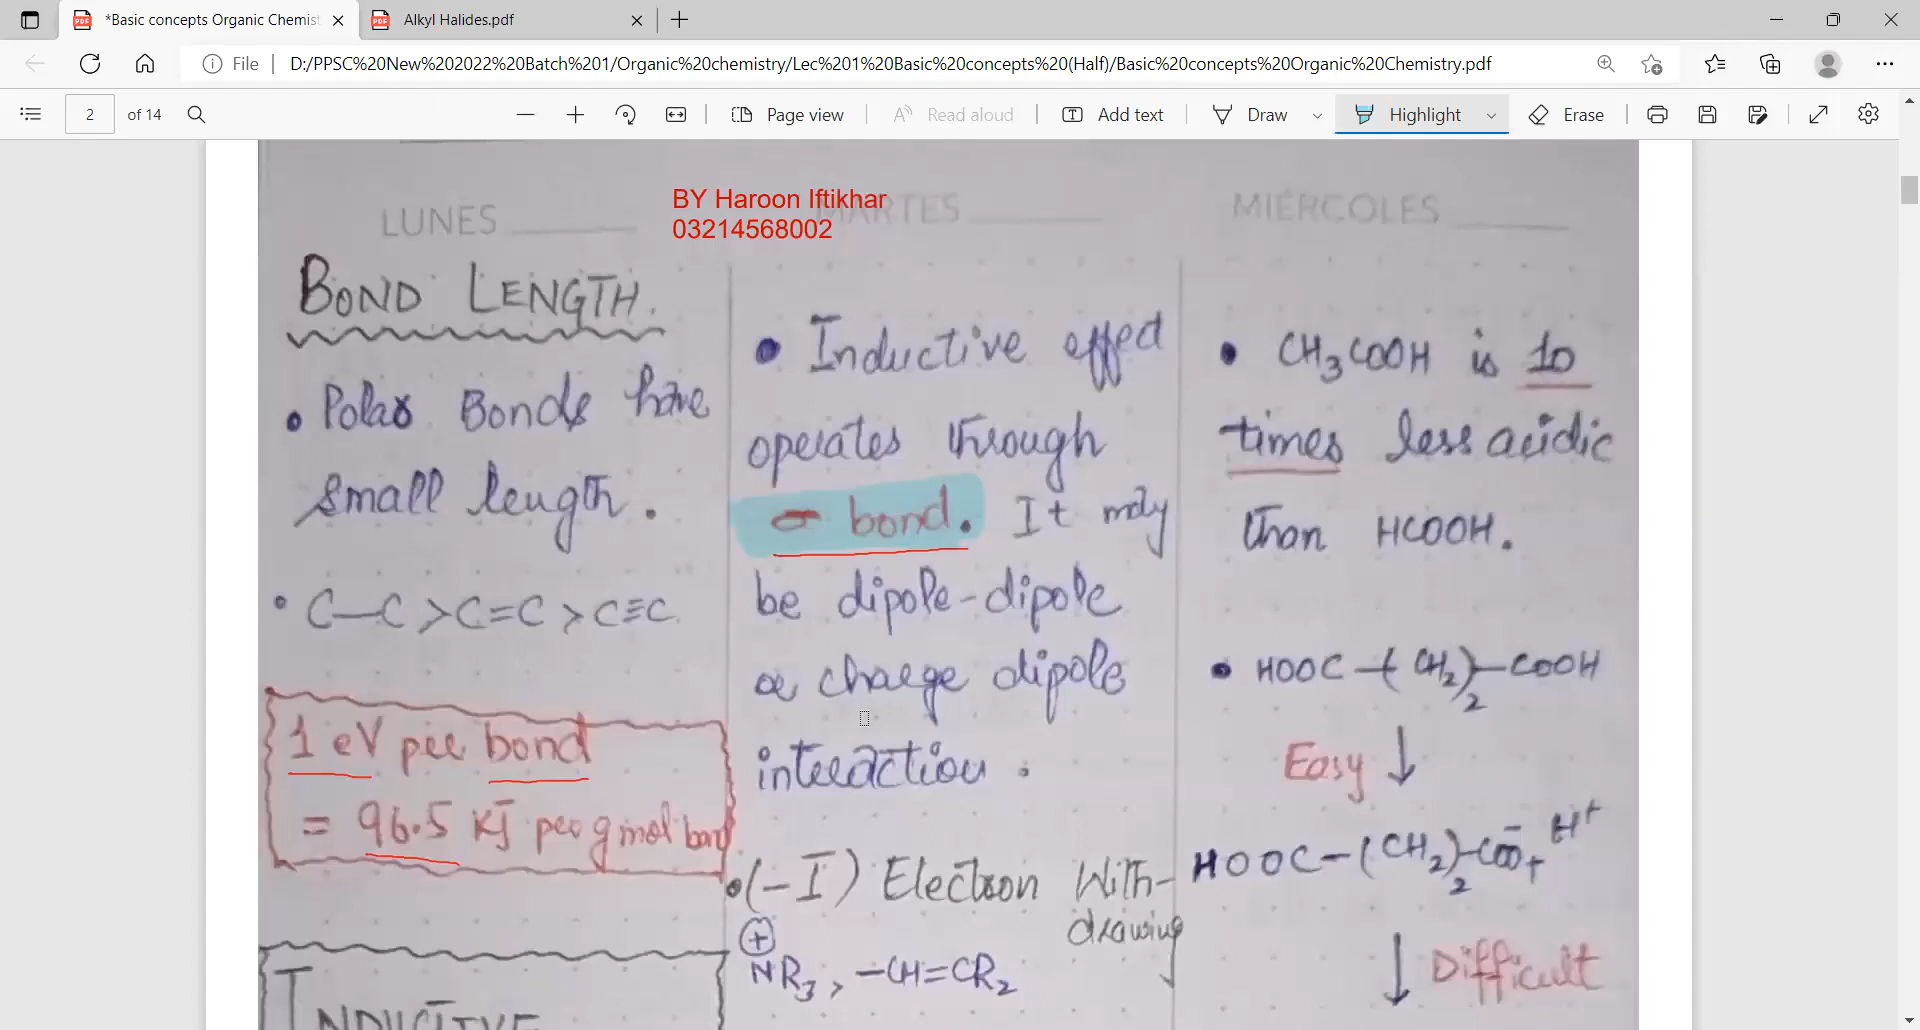 *Basic concepts Organic Chemist
Alkyl Halides.pdf
File
D:/PPSC%20New%202022%20Batch%201/Organic%20chemistry/Lec%201%20Basic%20concepts%20(Half)/Basic%20concepts%20Organic%20Chemistry.pdf
2 of 14
Page view
Read aloud
Add text
Draw
Highlight
Erase
LUNES
MARTES
MIÉRCOLES
BY Haroon Iftikhar
03214568002
BOND LENGTH.
• Polar Bonds have
small length.
• C—C > C=C > C≡C.
1 eV per bond
= 96.5 KJ per g mol bond
INDUCTIVE
• Inductive effect
operates through
σ bond. It may
be dipole-dipole
or charge dipole
interaction.
• (-I) Electron With-
drawing
⊕
NR₃, -CH=CR₂
• CH₃COOH is 10
times less acidic
than HCOOH.
• HOOC-(CH₂)₂-COOH
Easy ↓
HOOC-(CH₂)₂-COO⁻ + H⁺
↓ Difficult